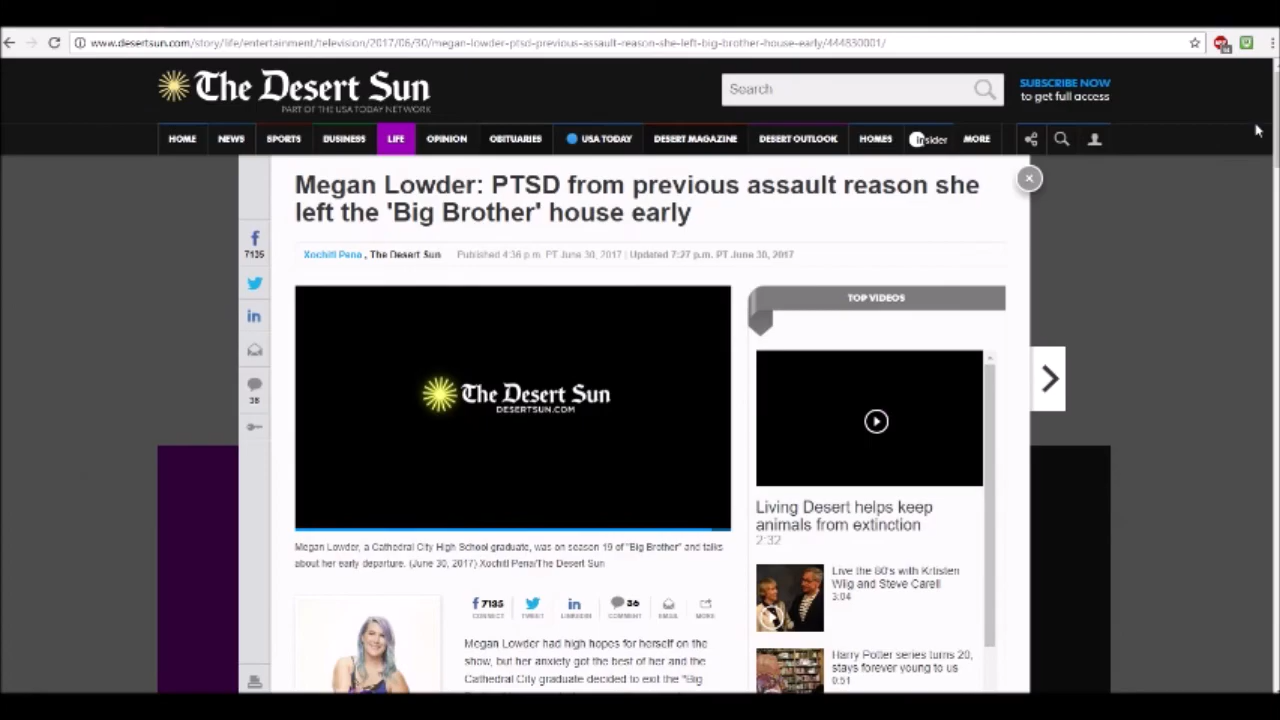 www.desertsun.com/story/life/entertainment/television/2017/06/30/megan-lowder-ptsd-previous-assault-reason-she-left-big-brother-house-early/444830001/
The Desert Sun
PART OF THE USA TODAY NETWORK
Search
SUBSCRIBE NOW
to get full access
HOME NEWS SPORTS BUSINESS LIFE OPINION OBITUARIES USA TODAY DESERT MAGAZINE DESERT OUTLOOK HOMES insider MORE
Megan Lowder: PTSD from previous assault reason she
left the 'Big Brother' house early
Xochitl Pena , The Desert Sun Published 4:36 p.m. PT June 30, 2017 | Updated 7:27 p.m. PT June 30, 2017
7135
36
The Desert Sun
DESERTSUN.COM
Megan Lowder, a Cathedral City High School graduate, was on season 19 of "Big Brother" and talks
about her early departure. (June 30, 2017) Xochitl Pena/The Desert Sun
7135 36
CONNECT TWEET LINKEDIN COMMENT EMAIL MORE
Megan Lowder had high hopes for herself on the
show, but her anxiety got the best of her and the
Cathedral City graduate decided to exit the "Big
TOP VIDEOS
Living Desert helps keep
animals from extinction
2:32
Live the 80's with Kristen
Wiig and Steve Carell
3:04
Harry Potter series turns 20,
stays forever young to us
0:51